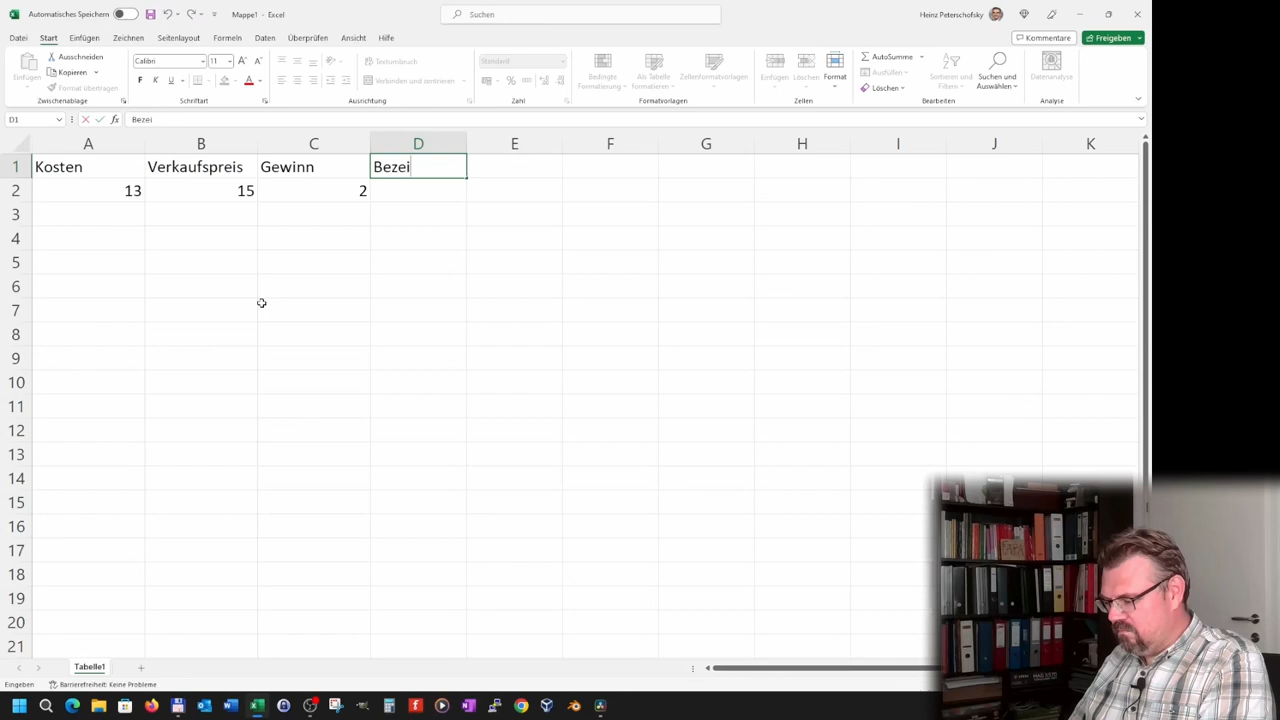 Automatisches Speichern
Mappe1 - Excel
Suchen
Heinz Peterschofsky
Datei Start Einfügen Zeichnen Seitenlayout Formeln Daten Überprüfen Ansicht Hilfe
Kommentare
Freigeben
Einfügen
Ausschneiden
Kopieren
Format übertragen
Zwischenablage
Calibri 11
F K U
Schriftart
Textumbruch
Verbinden und zentrieren
Ausrichtung
Standard
Zahl
Bedingte Formatierung
Als Tabelle formatieren
Zellenformatvorlagen
Formatvorlagen
Einfügen Löschen Format
Zellen
AutoSumme
Ausfüllen
Löschen
Sortieren und Filtern
Suchen und Auswählen
Bearbeiten
Datenanalyse
Analyse
D1 fx Bezei
A B C D E F G H I J K
1 Kosten Verkaufspreis Gewinn Bezei
2 13 15 2
3
4
5
6
7
8
9
10
11
12
13
14
15
16
17
18
19
20
21
Tabelle1
Eingeben
Barrierefreiheit: Keine Probleme